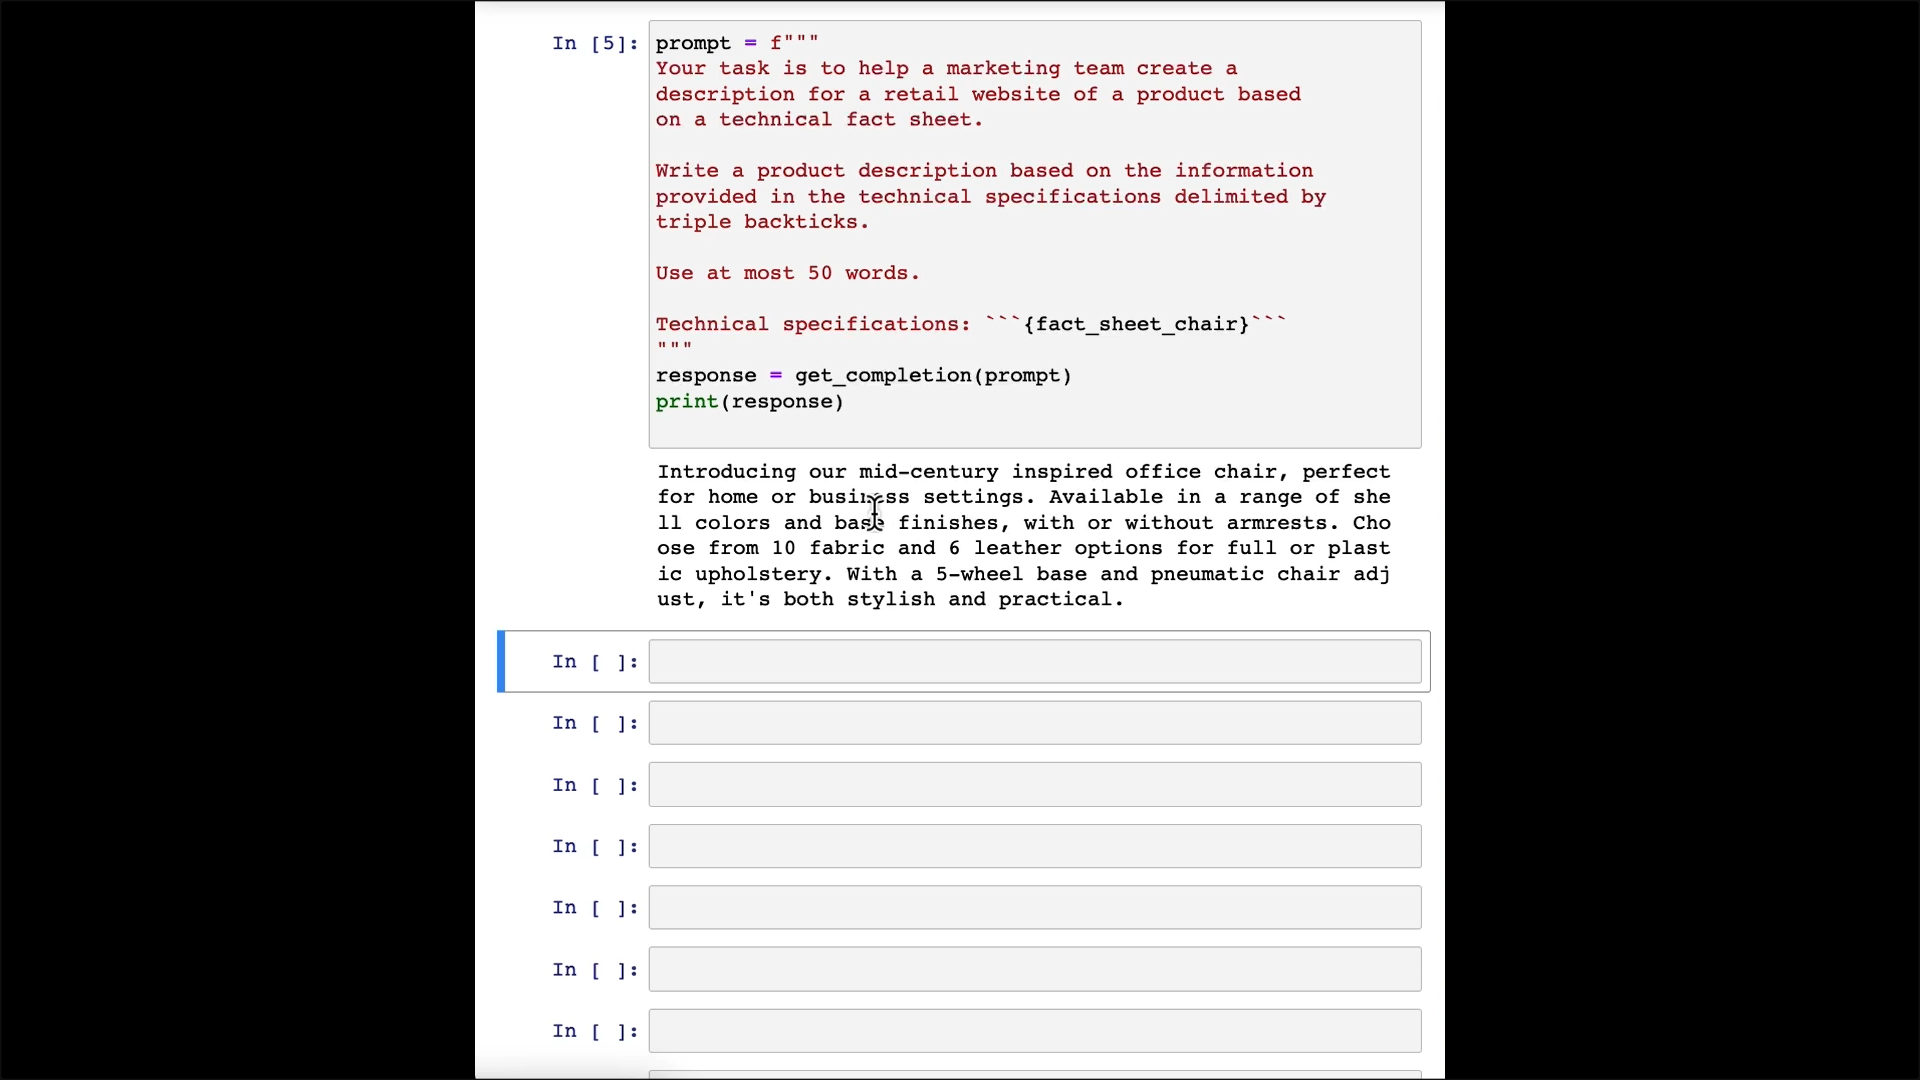 In [5]: prompt = f"""
Your task is to help a marketing team create a
description for a retail website of a product based
on a technical fact sheet.
Write a product description based on the information
provided in the technical specifications delimited by
triple backticks.
Use at most 50 words.
Technical specifications: ```{fact_sheet_chair}```
"""
response = get_completion(prompt)
print(response)
Introducing our mid-century inspired office chair, perfect
for home or business settings. Available in a range of she
ll colors and base finishes, with or without armrests. Cho
ose from 10 fabric and 6 leather options for full or plast
ic upholstery. With a 5-wheel base and pneumatic chair adj
ust, it's both stylish and practical.
In [ ]:
In [ ]:
In [ ]:
In [ ]:
In [ ]:
In [ ]:
In [ ]: